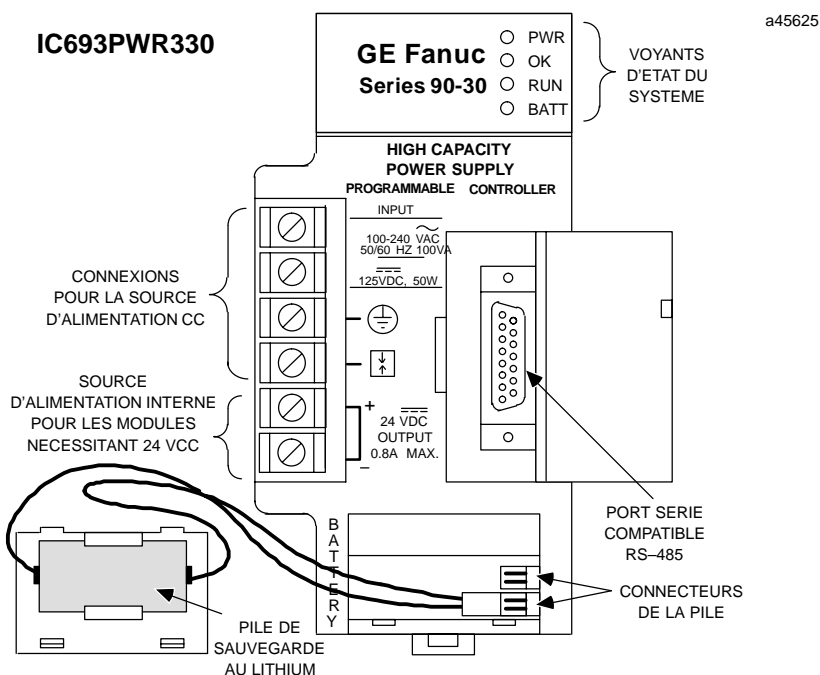 a45625
IC693PWR330
GE Fanuc
Series 90-30
PWR
OK
RUN
BATT
VOYANTS
D'ETAT DU
SYSTEME
HIGH CAPACITY
POWER SUPPLY
PROGRAMMABLE CONTROLLER
INPUT
100-240 VAC
50/60 HZ 100VA
125VDC, 50W
CONNEXIONS
POUR LA SOURCE
D'ALIMENTATION CC
SOURCE
D'ALIMENTATION INTERNE
POUR LES MODULES
NECESSITANT 24 VCC
+
24 VDC
OUTPUT
0.8A MAX.
–
PORT SERIE
COMPATIBLE
RS–485
BATTERY
CONNECTEURS
DE LA PILE
PILE DE
SAUVEGARDE
AU LITHIUM